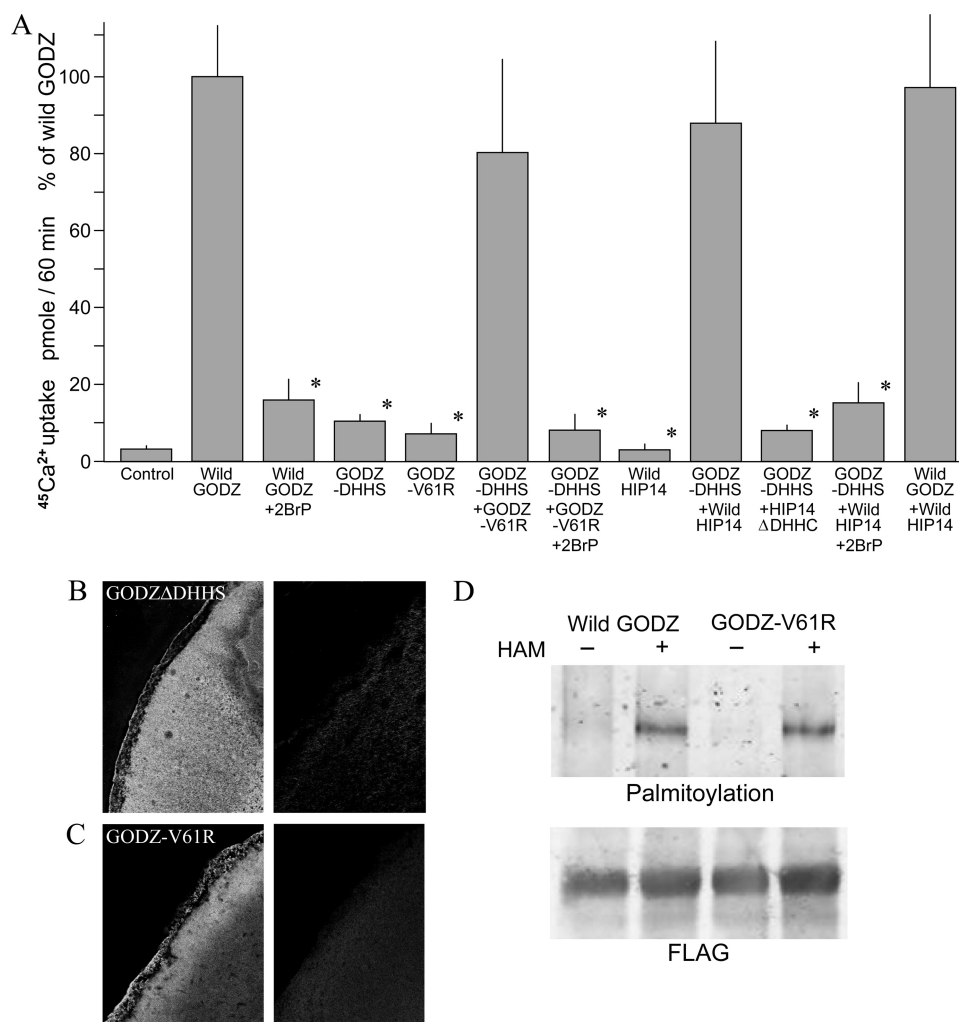 A
⁴⁵Ca²⁺ uptake pmole / 60 min % of wild GODZ
100
80
60
40
20
0
*
*
*
*
*
*
*
Control
Wild
GODZ
Wild
GODZ
+2BrP
GODZ
-DHHS
GODZ
-V61R
GODZ
-DHHS
+GODZ
-V61R
GODZ
-DHHS
+GODZ
-V61R
+2BrP
Wild
HIP14
GODZ
-DHHS
+Wild
HIP14
GODZ
-DHHS
+HIP14
ΔDHHC
GODZ
-DHHS
+Wild
HIP14
+2BrP
Wild
GODZ
+Wild
HIP14
B
GODZΔDHHS
C
GODZ-V61R
D
Wild GODZ GODZ-V61R
HAM − + − +
Palmitoylation
FLAG